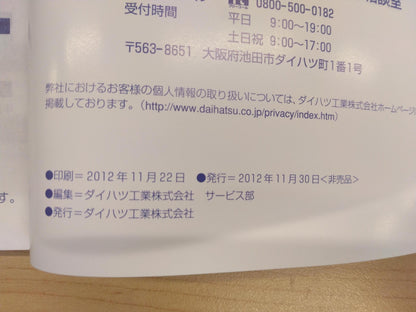 談室
0800-500-0182
受付時間
平日 9:00〜19:00
土日祝 9:00〜17:00
〒563-8651 大阪府池田市ダイハツ町1番1号
弊社におけるお客様の個人情報の取り扱いについては、ダイハツ工業株式会社ホームページ
掲載しております。(http://www.daihatsu.co.jp/privacy/index.htm)
●印刷=2012年11月22日 ●発行=2012年11月30日<非売品>
●編集=ダイハツ工業株式会社 サービス部
●発行=ダイハツ工業株式会社
す。